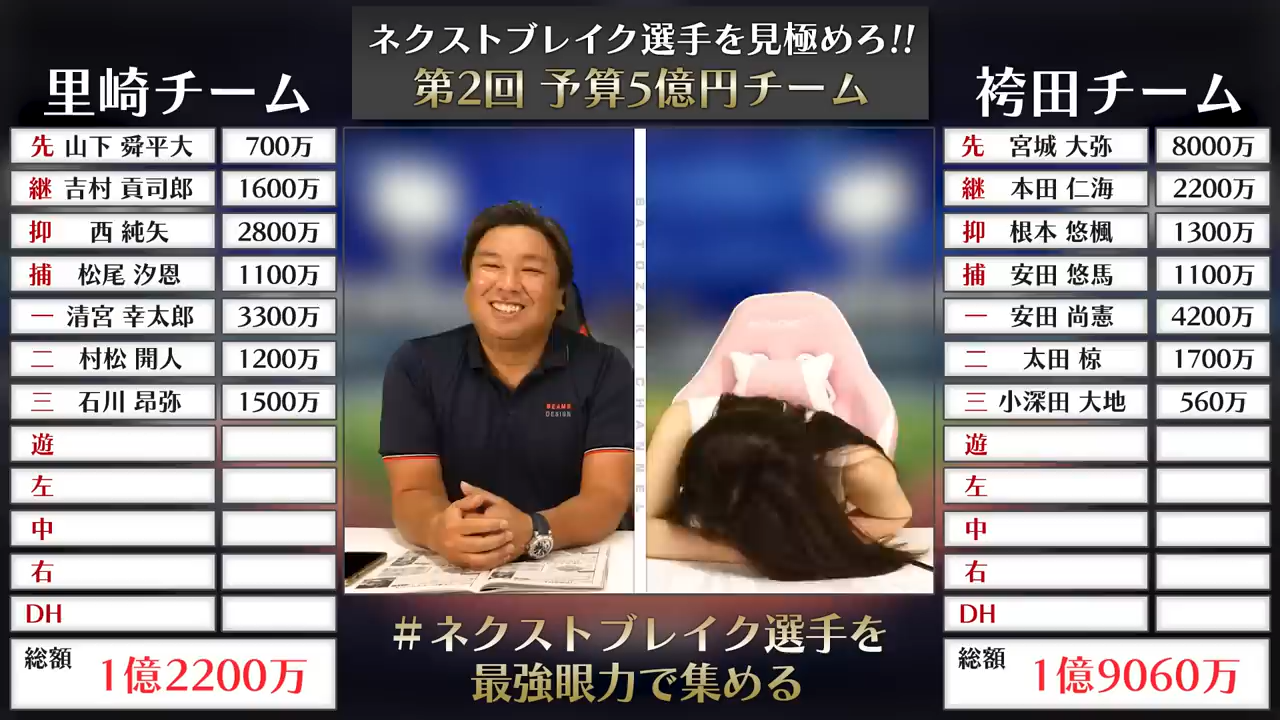 ネクストブレイク選手を見極めろ!!
第2回 予算5億円チーム
里崎チーム
先 山下 舜平大 700万
継 吉村 貢司郎 1600万
抑 西 純矢 2800万
捕 松尾 汐恩 1100万
一 清宮 幸太郎 3300万
二 村松 開人 1200万
三 石川 昂弥 1500万
遊
左
中
右
DH
総額 1億2200万
袴田チーム
先 宮城 大弥 8000万
継 本田 仁海 2200万
抑 根本 悠楓 1300万
捕 安田 悠馬 1100万
一 安田 尚憲 4200万
二 太田 椋 1700万
三 小深田 大地 560万
遊
左
中
右
DH
総額 1億9060万
SATOZAKI CHANNEL
BEAMS
DESIGN
#ネクストブレイク選手を
最強眼力で集める